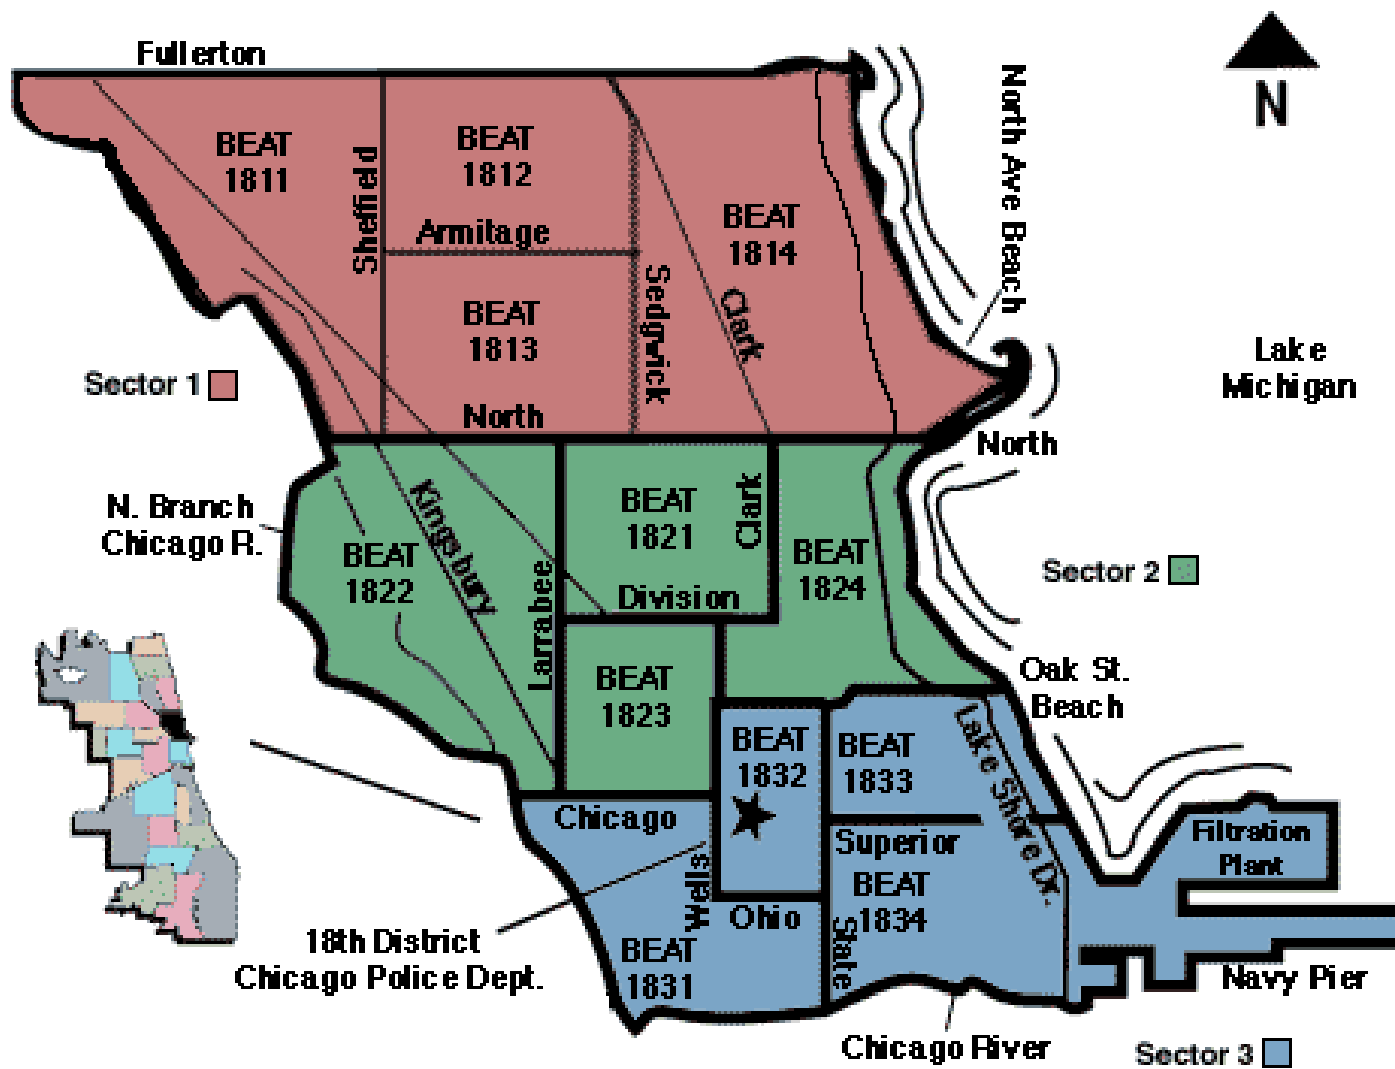 Fullerton
N
North Ave Beach
BEAT
1811
Sheffield
BEAT
1812
Armitage
BEAT
1814
Sedgwick
Clark
BEAT
1813
Lake
Michigan
Sector 1
North
North
N. Branch
Chicago R.
Kingsbury
BEAT
1821
Clark
BEAT
1822
Larrabee
Division
BEAT
1824
Sector 2
BEAT
1823
Oak St.
Beach
BEAT
1832
BEAT
1833
Lake Shore Dr.
Chicago
Superior
Filtration
Plant
Wells
Ohio
BEAT
1834
State
18th District
Chicago Police Dept.
BEAT
1831
Navy Pier
Chicago River
Sector 3